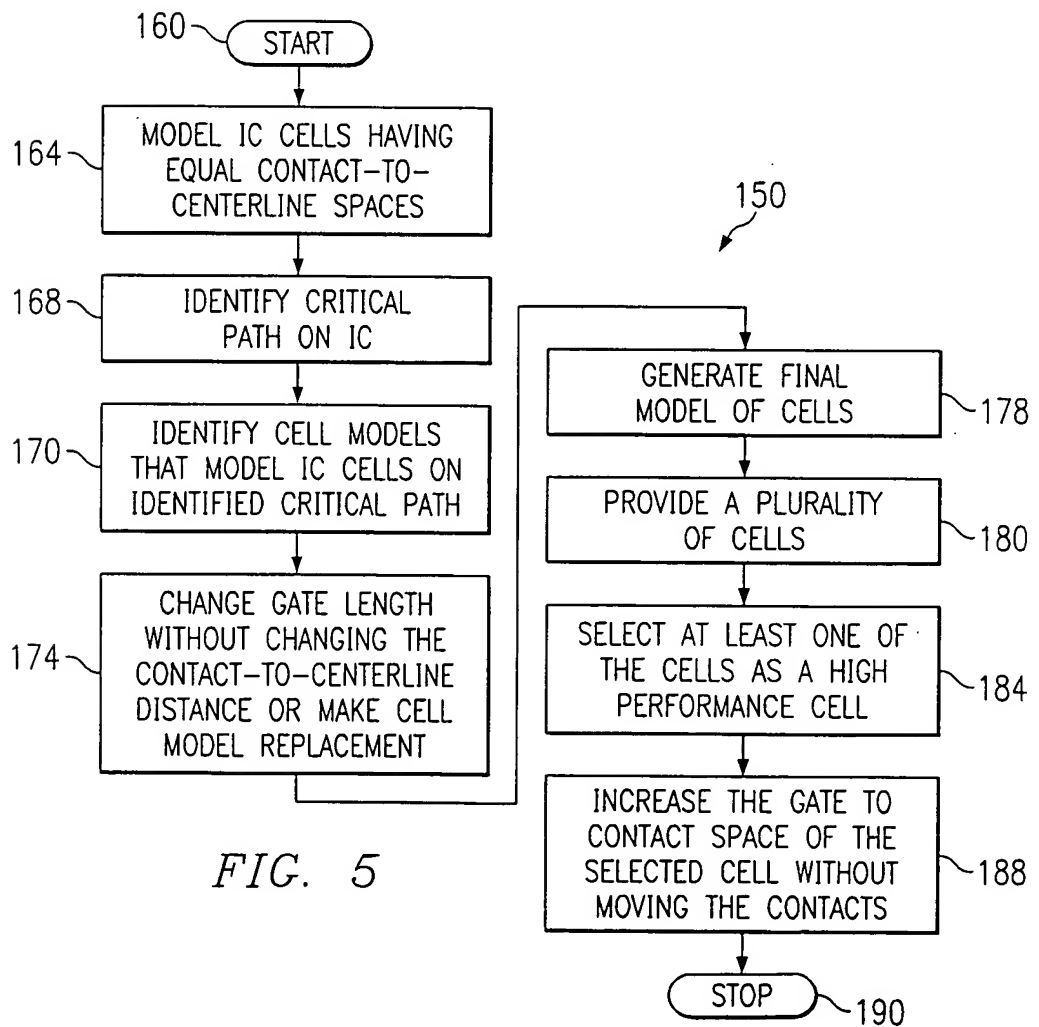 160
START
164
MODEL IC CELLS HAVING
EQUAL CONTACT-TO-
CENTERLINE SPACES
168
IDENTIFY CRITICAL
PATH ON IC
170
IDENTIFY CELL MODELS
THAT MODEL IC CELLS ON
IDENTIFIED CRITICAL PATH
174
CHANGE GATE LENGTH
WITHOUT CHANGING THE
CONTACT-TO-CENTERLINE
DISTANCE OR MAKE CELL
MODEL REPLACEMENT
150
GENERATE FINAL
MODEL OF CELLS
178
PROVIDE A PLURALITY
OF CELLS
180
SELECT AT LEAST ONE OF
THE CELLS AS A HIGH
PERFORMANCE CELL
184
INCREASE THE GATE TO
CONTACT SPACE OF THE
SELECTED CELL WITHOUT
MOVING THE CONTACTS
188
STOP
190
FIG. 5